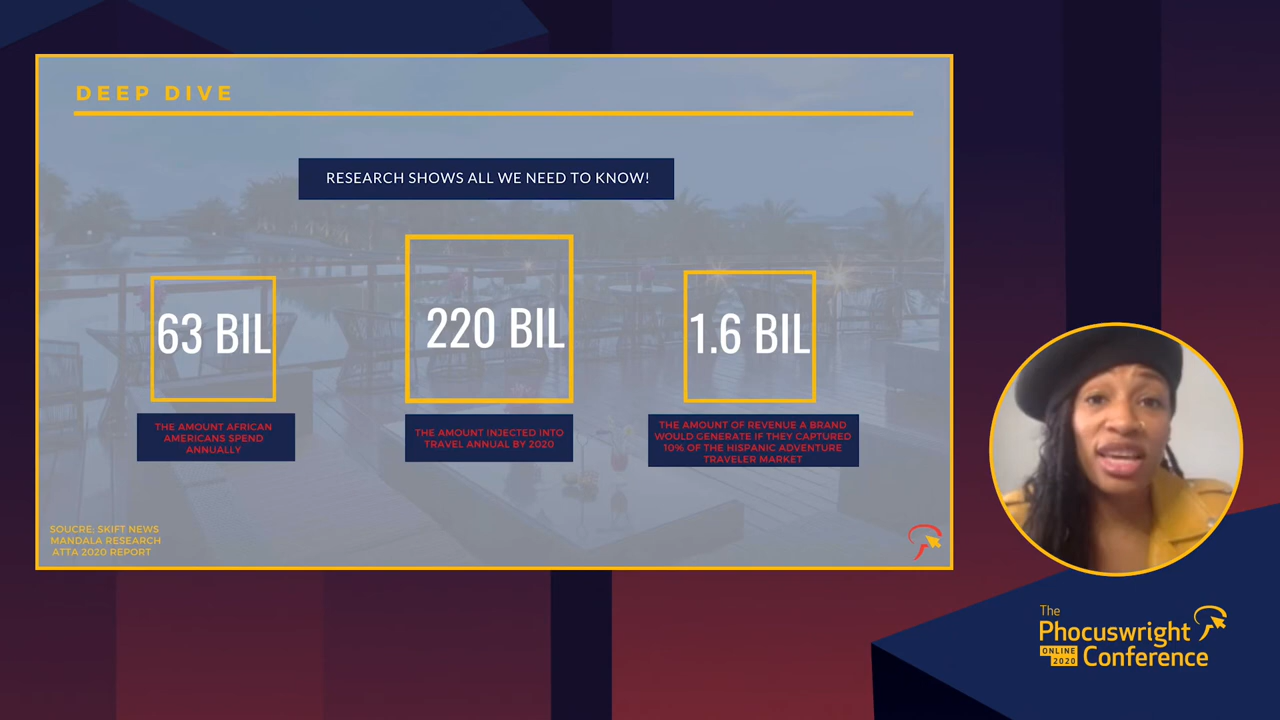 DEEP DIVE
RESEARCH SHOWS ALL WE NEED TO KNOW!
63 BIL
THE AMOUNT AFRICAN
AMERICANS SPEND
ANNUALLY
220 BIL
THE AMOUNT INJECTED INTO
TRAVEL ANNUAL BY 2020
1.6 BIL
THE AMOUNT OF REVENUE A BRAND
WOULD GENERATE IF THEY CAPTURED
10% OF THE HISPANIC ADVENTURE
TRAVELER MARKET
SOUCRE: SKIFT NEWS
MANDALA RESEARCH
ATTA 2020 REPORT
The
Phocuswright
ONLINE
2020
Conference